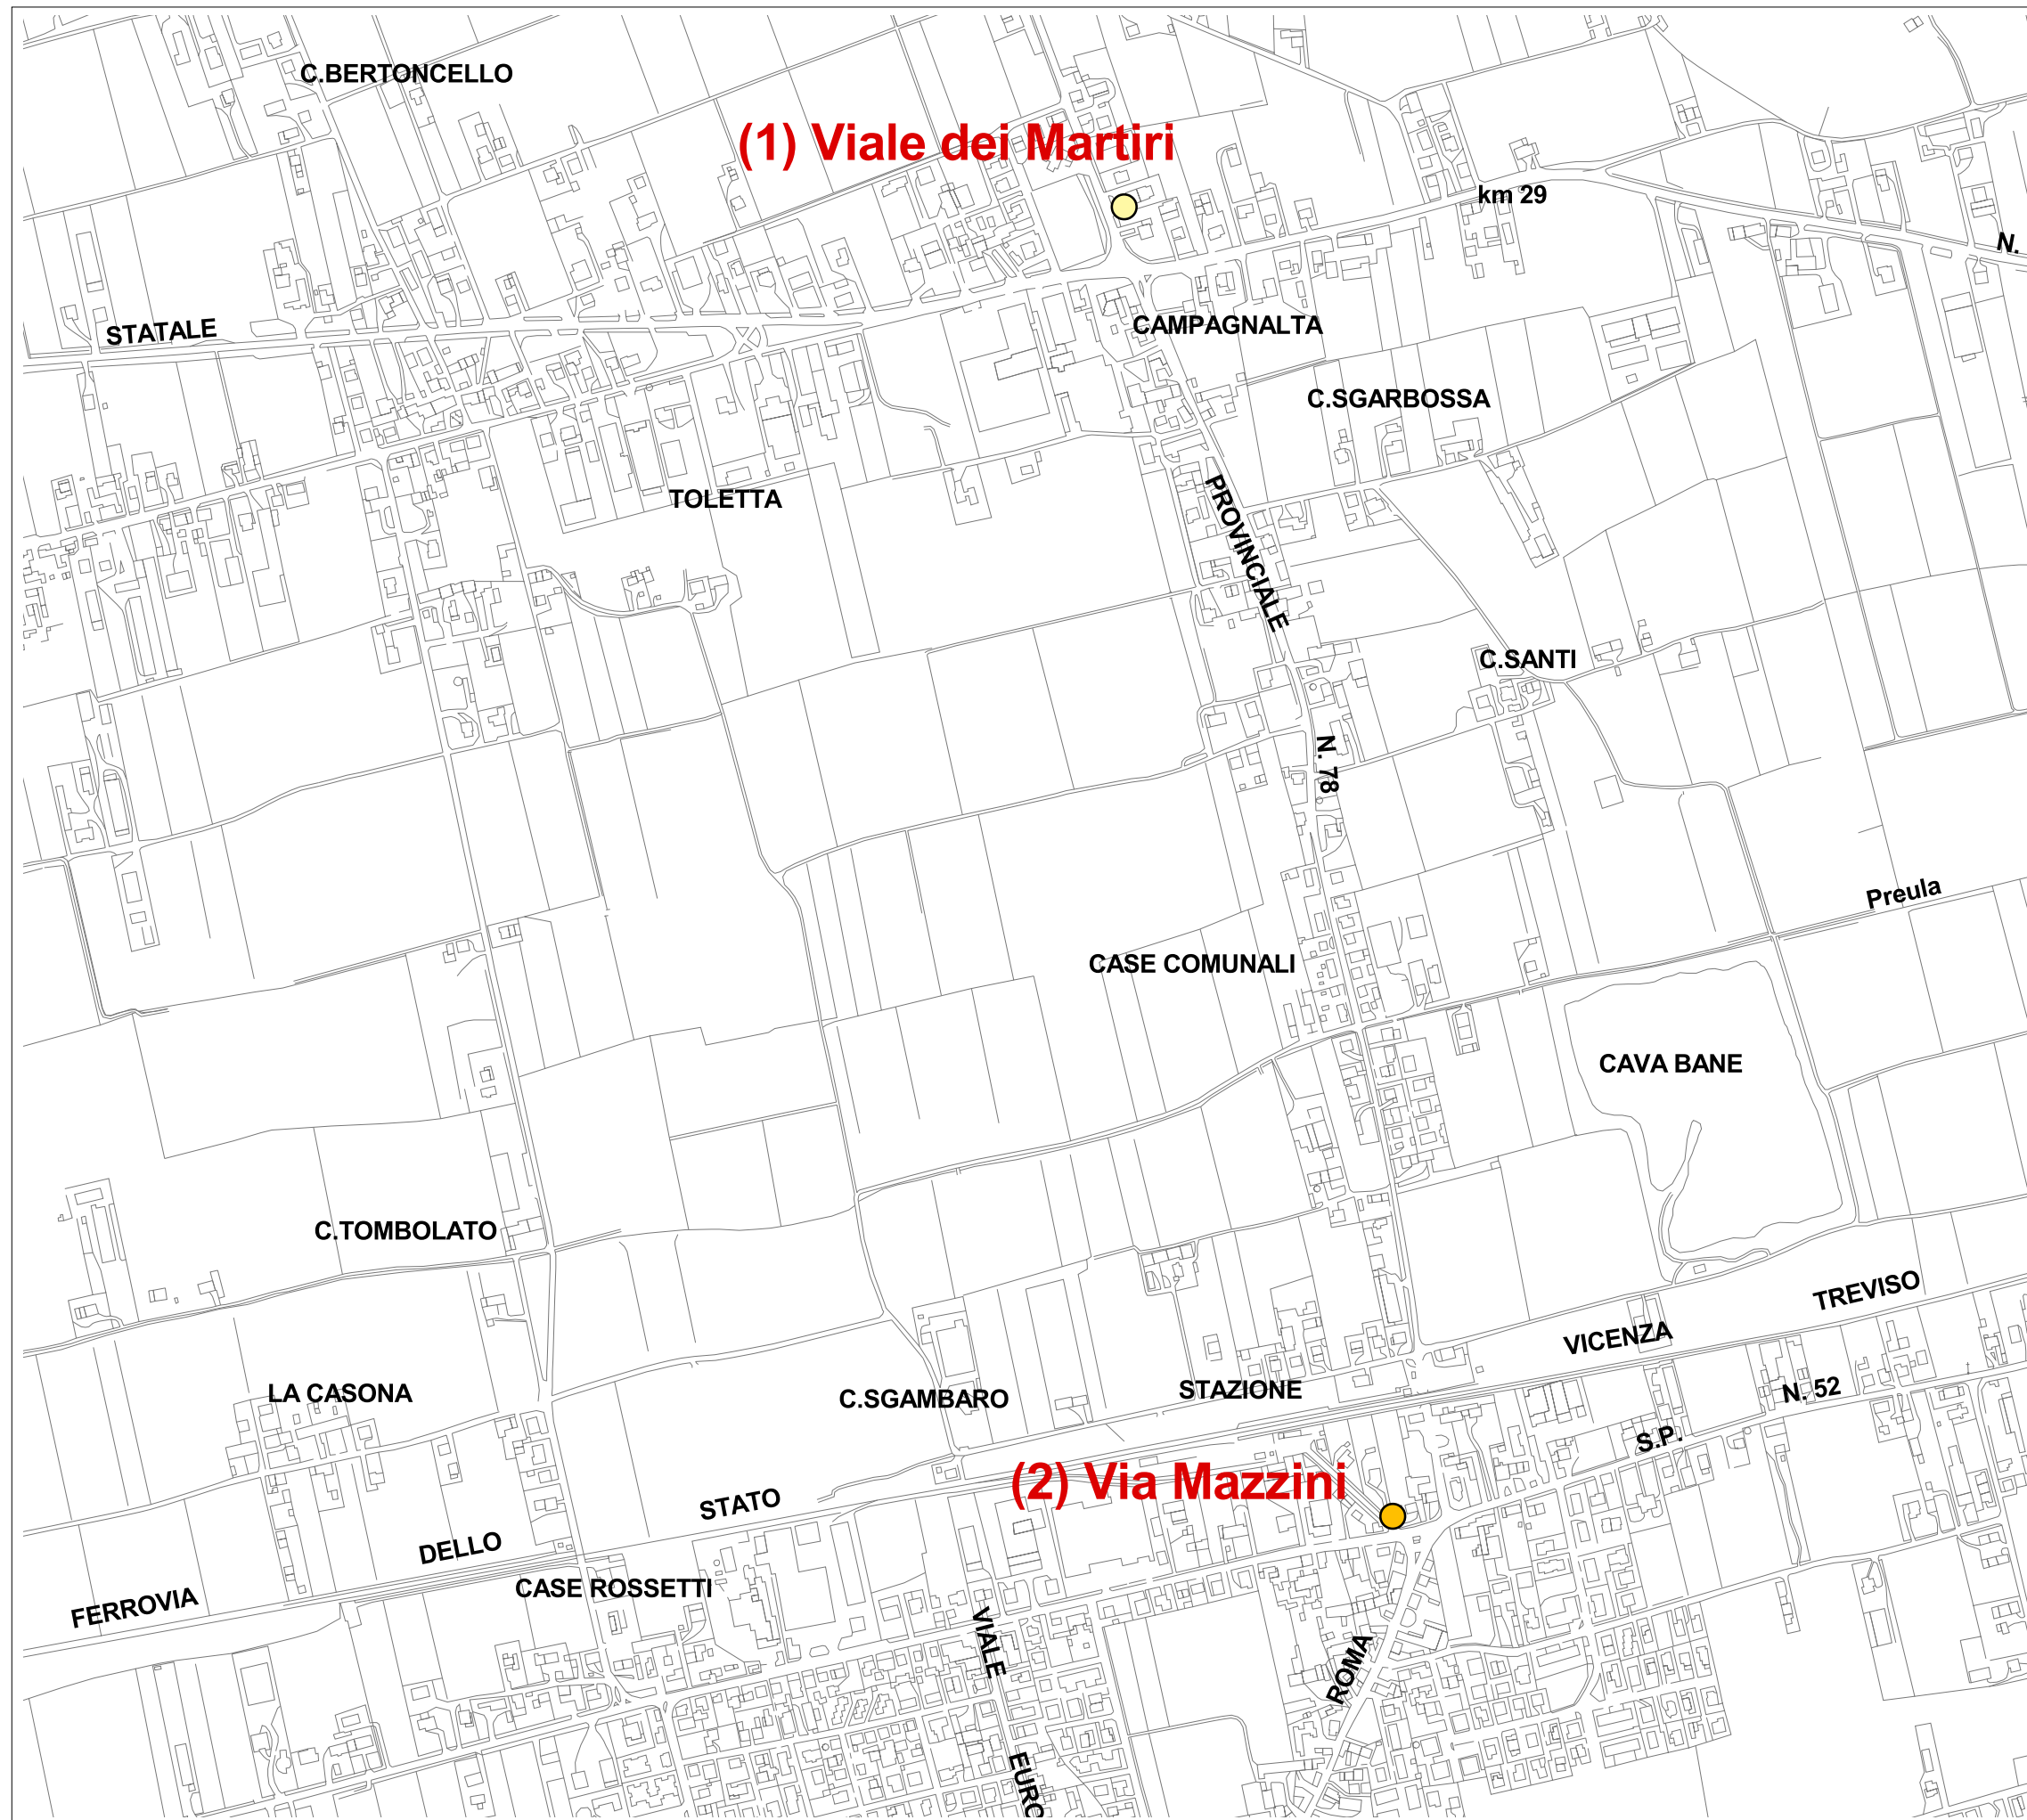 C.BERTONCELLO
(1) Viale dei Martiri
km 29
N.
STATALE
CAMPAGNALTA
C.SGARBOSSA
TOLETTA
PROVINCIALE
C.SANTI
N. 78
Preula
CASE COMUNALI
CAVA BANE
C.TOMBOLATO
TREVISO
VICENZA
LA CASONA
C.SGAMBARO
STAZIONE
N. 52
S.P.
(2) Via Mazzini
STATO
DELLO
CASE ROSSETTI
FERROVIA
VIALE
ROMA
EURO